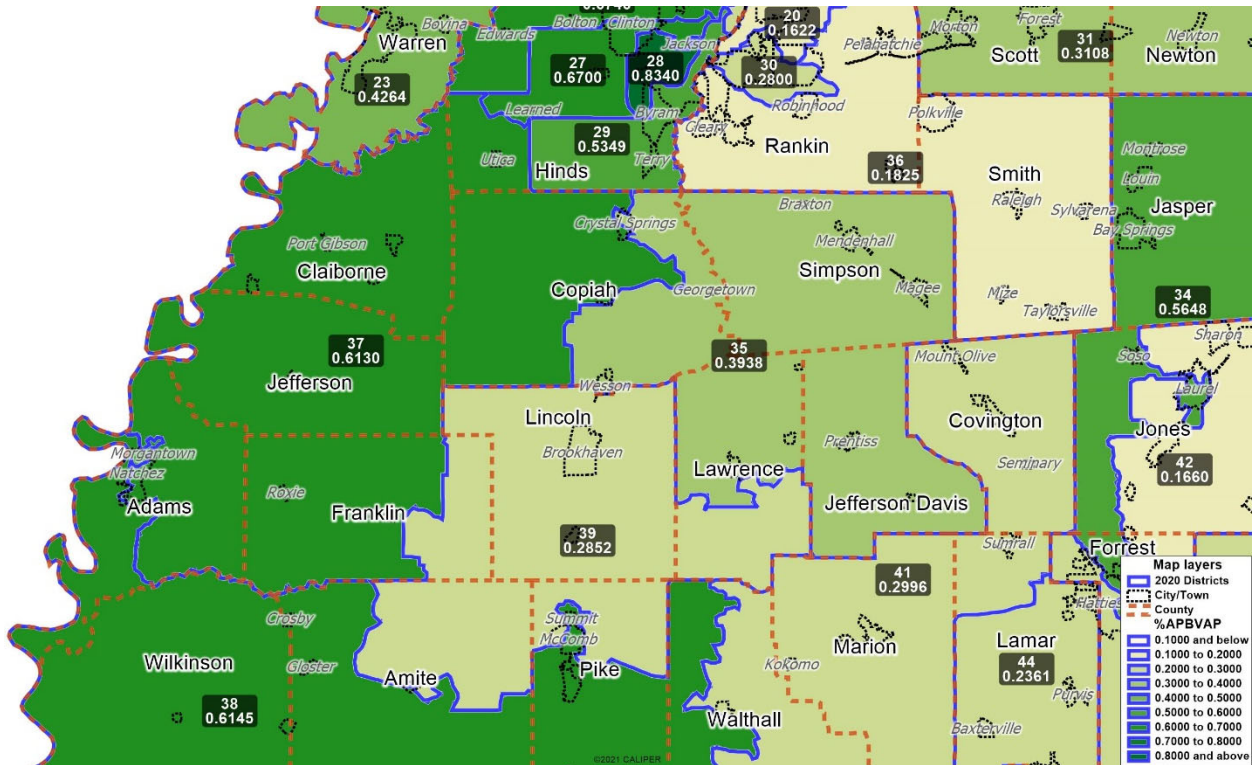 Bovina
Bolton
Clinton
20
0.1622
Forest
Warren
Edwards
Jackson
Pelahatchie
Morton
31
0.3108
Newton
Scott
Newton
27
0.6700
28
0.8340
30
0.2800
23
0.4264
Learned
Byram
Robinhood
Polkville
Cleary
29
0.5349
Rankin
Utica
Terry
Hinds
36
0.1825
Montrose
Smith
Louin
Raleigh
Sylvarena
Jasper
Braxton
Crystal Springs
Bay Springs
Port Gibson
Mendenhall
Claiborne
Simpson
Copiah
Georgetown
Magee
Mize
34
0.5648
Taylorsville
37
0.6130
35
0.3938
Sharon
Mount Olive
Soso
Jefferson
Wesson
Laurel
Lincoln
Covington
Jones
Prentiss
Morgantown
Brookhaven
Lawrence
Seminary
42
0.1660
Natchez
Roxie
Adams
Franklin
Jefferson Davis
39
0.2852
Sumrall
Forrest
41
0.2996
Crosby
Summit
McComb
Marion
Lamar
Wilkinson
Gloster
Kokomo
44
0.2361
Pike
Amite
Purvis
38
0.6145
Walthall
Baxterville
©2021 CALIPER
Map layers
2020 Districts
City/Town
County
%APBVAP
0.1000 and below
0.1000 to 0.2000
0.2000 to 0.3000
0.3000 to 0.4000
0.4000 to 0.5000
0.5000 to 0.6000
0.6000 to 0.7000
0.7000 to 0.8000
0.8000 and above